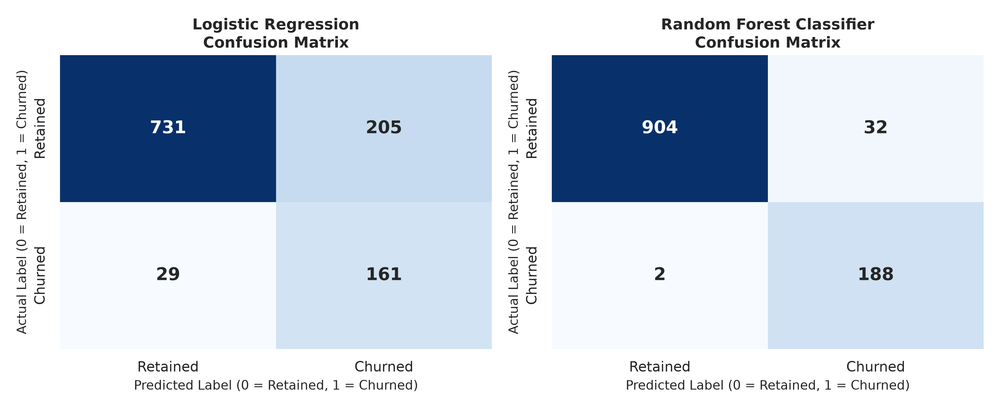 Logistic Regression
Confusion Matrix
Actual Label (0 = Retained, 1 = Churned)
Retained
Churned
731
205
29
161
Retained
Churned
Predicted Label (0 = Retained, 1 = Churned)
Random Forest Classifier
Confusion Matrix
Actual Label (0 = Retained, 1 = Churned)
Retained
Churned
904
32
2
188
Retained
Churned
Predicted Label (0 = Retained, 1 = Churned)